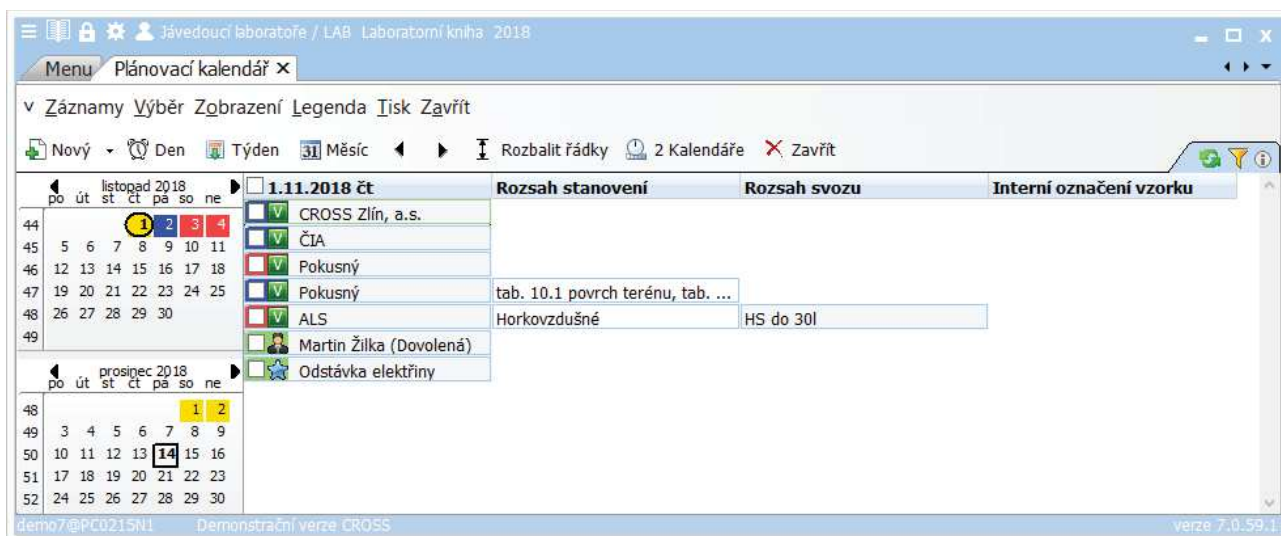 Jávedoucí laboratoře / LAB Laboratorní kniha 2018
Menu Plánovací kalendář ×
v Záznamy Výběr Zobrazení Legenda Tisk Zavřít
Nový Den Týden 31 Měsíc Rozbalit řádky 2 Kalendáře Zavřít
listopad 2018
po út st čt pá so ne
44 1 2 3 4
45 5 6 7 8 9 10 11
46 12 13 14 15 16 17 18
47 19 20 21 22 23 24 25
48 26 27 28 29 30
49
prosinec 2018
po út st čt pá so ne
48 1 2
49 3 4 5 6 7 8 9
50 10 11 12 13 14 15 16
51 17 18 19 20 21 22 23
52 24 25 26 27 28 29 30
1.11.2018 čt Rozsah stanovení Rozsah svozu Interní označení vzorku
V CROSS Zlín, a.s.
V ČIA
V Pokusný
V Pokusný tab. 10.1 povrch terénu, tab. ...
V ALS Horkovzdušné HS do 30l
Martin Žilka (Dovolená)
Odstávka elektřiny
demo7@PC0215N1 Demonstrační verze CROSS verze 7.0.59.1